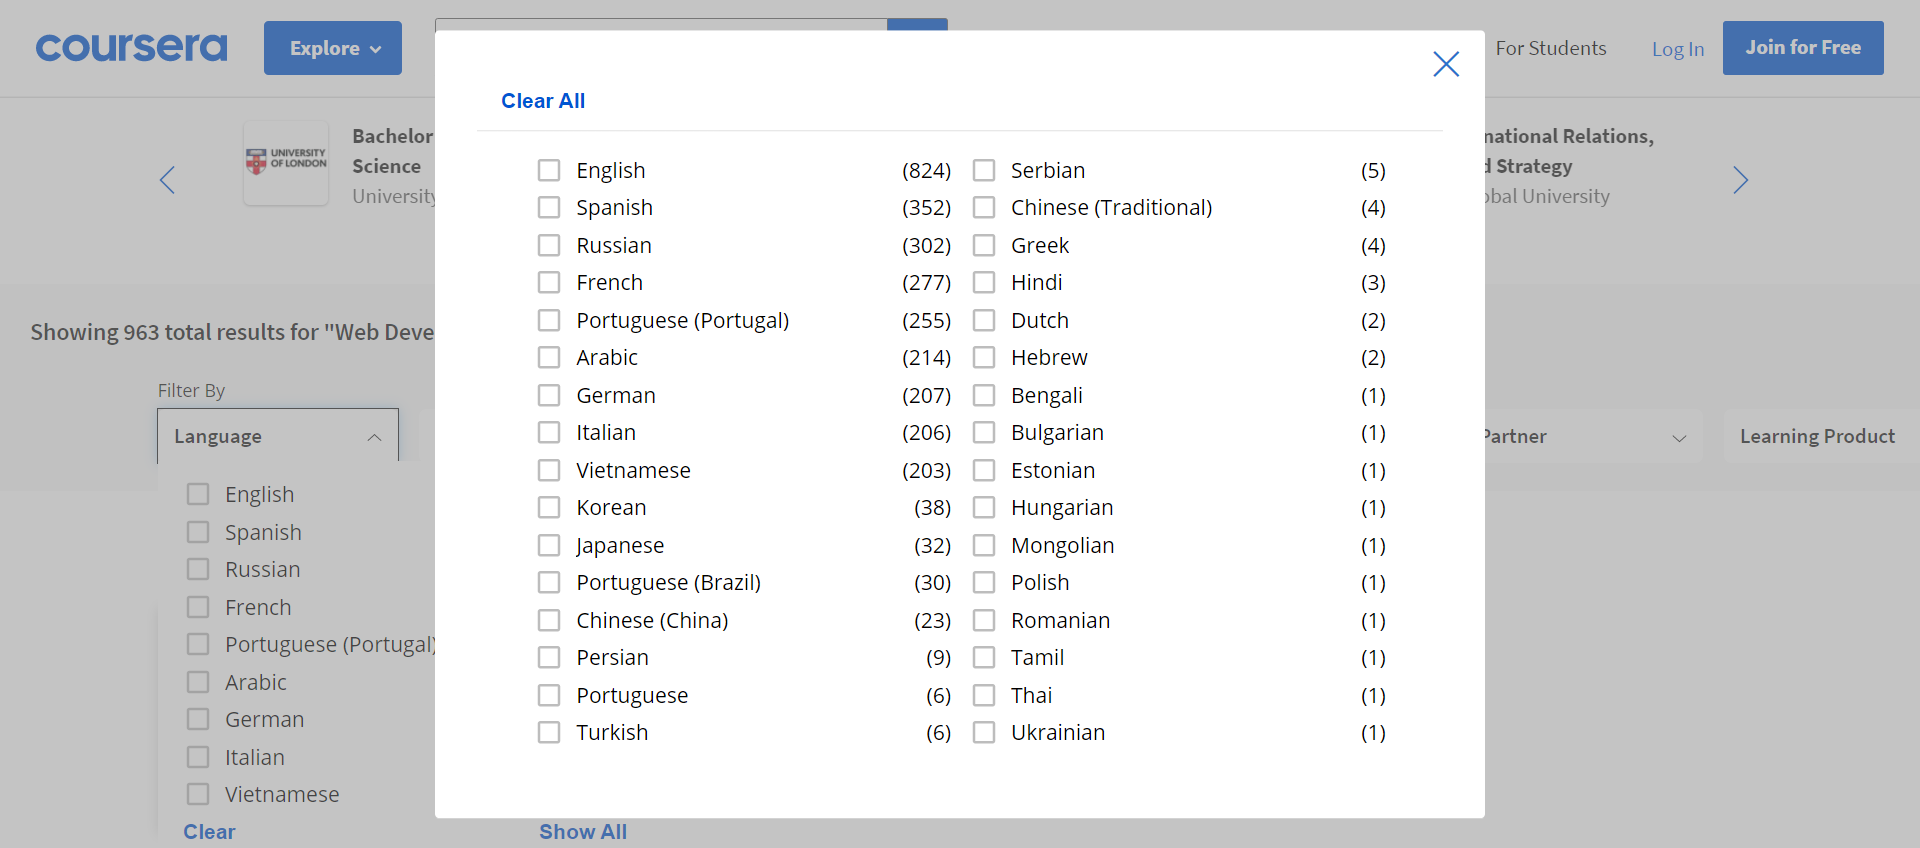 coursera
Explore
For Students
Log In
Join for Free
UNIVERSITY
OF LONDON
Bachelor
Science
University
national Relations,
d Strategy
obal University
Showing 963 total results for "Web Deve
Filter By
Language
English
Spanish
Russian
French
Portuguese (Portugal)
Arabic
German
Italian
Vietnamese
Clear
Show All
Partner
Learning Product
Clear All
English (824)
Spanish (352)
Russian (302)
French (277)
Portuguese (Portugal) (255)
Arabic (214)
German (207)
Italian (206)
Vietnamese (203)
Korean (38)
Japanese (32)
Portuguese (Brazil) (30)
Chinese (China) (23)
Persian (9)
Portuguese (6)
Turkish (6)
Serbian (5)
Chinese (Traditional) (4)
Greek (4)
Hindi (3)
Dutch (2)
Hebrew (2)
Bengali (1)
Bulgarian (1)
Estonian (1)
Hungarian (1)
Mongolian (1)
Polish (1)
Romanian (1)
Tamil (1)
Thai (1)
Ukrainian (1)